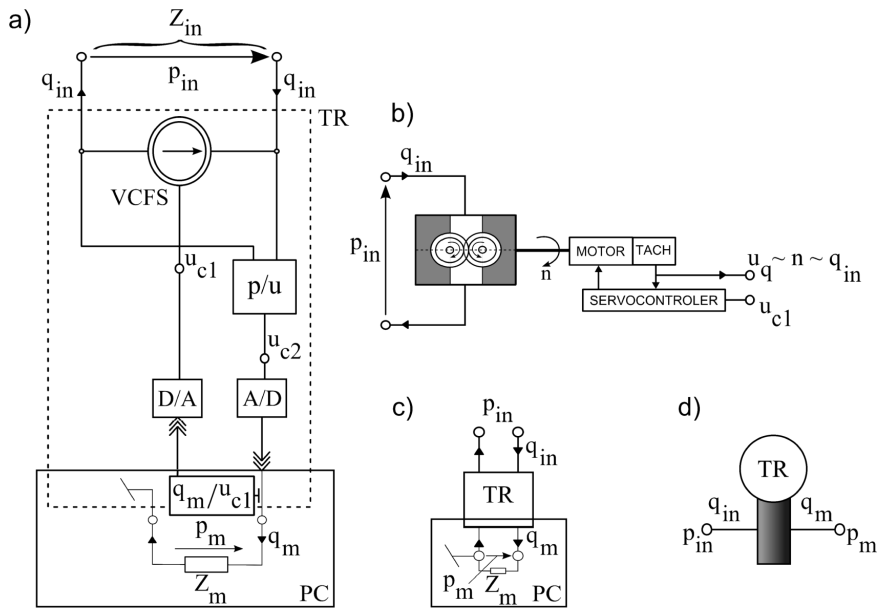 a)
Z_in
p_in
q_in
q_in
TR
VCFS
u_c1
p/u
u_c2
D/A
A/D
q_m/u_c1
p_m
q_m
Z_m
PC
b)
q_in
p_in
n
MOTOR
TACH
u_q ~ n ~ q_in
SERVOCONTROLER
u_c1
c)
p_in
q_in
TR
q_m
p_m
Z_m
PC
d)
TR
q_in
q_m
p_in
p_m